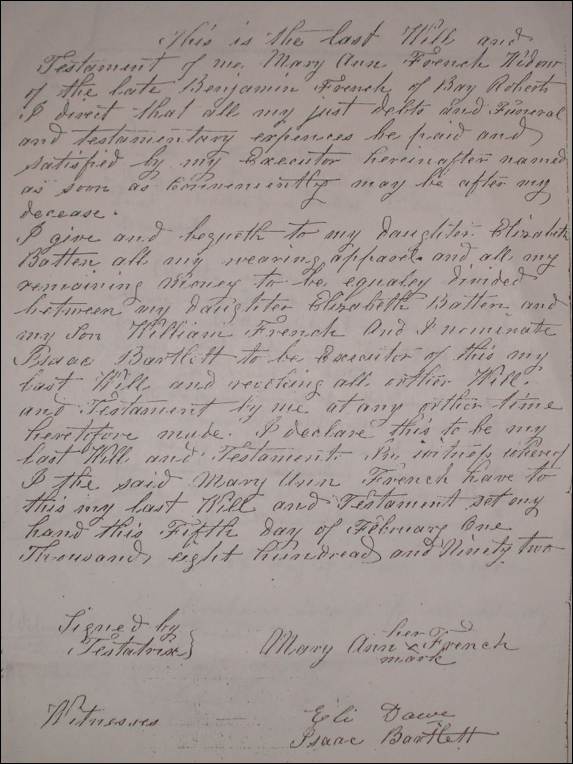 This is the last Will and
Testament of me Mary Ann French Widow
of the late Benjamin French of Bay Roberts
I direct that all my just debts and Funeral
and testamentary expences be paid and
satisfied by my Executor hereinafter named
as soon as conveniently may be after my
decease.
I give and bequeth to my daughter Elizabeth
Batten all my wearing apparel and all my
remaining money to be equaley divided
between my daughter Elizabeth Batten and
my Son William French And I nominate
Isaac Bartlett to be Executor of this my
last Will and revoking all orther Will
and Testament by me at any orther time
heretofore made. I declare this to be my
last Will and Testament. In witness whereof
I the said Mary Ann French have to
this my last Will and Testament set my
hand this Fifth day of February One
Thousand eight hundread and Ninety two
Signed by
Testatrix}
her
Mary Ann x French
mark
Witnesses
Eli Dawe
Isaac Bartlett